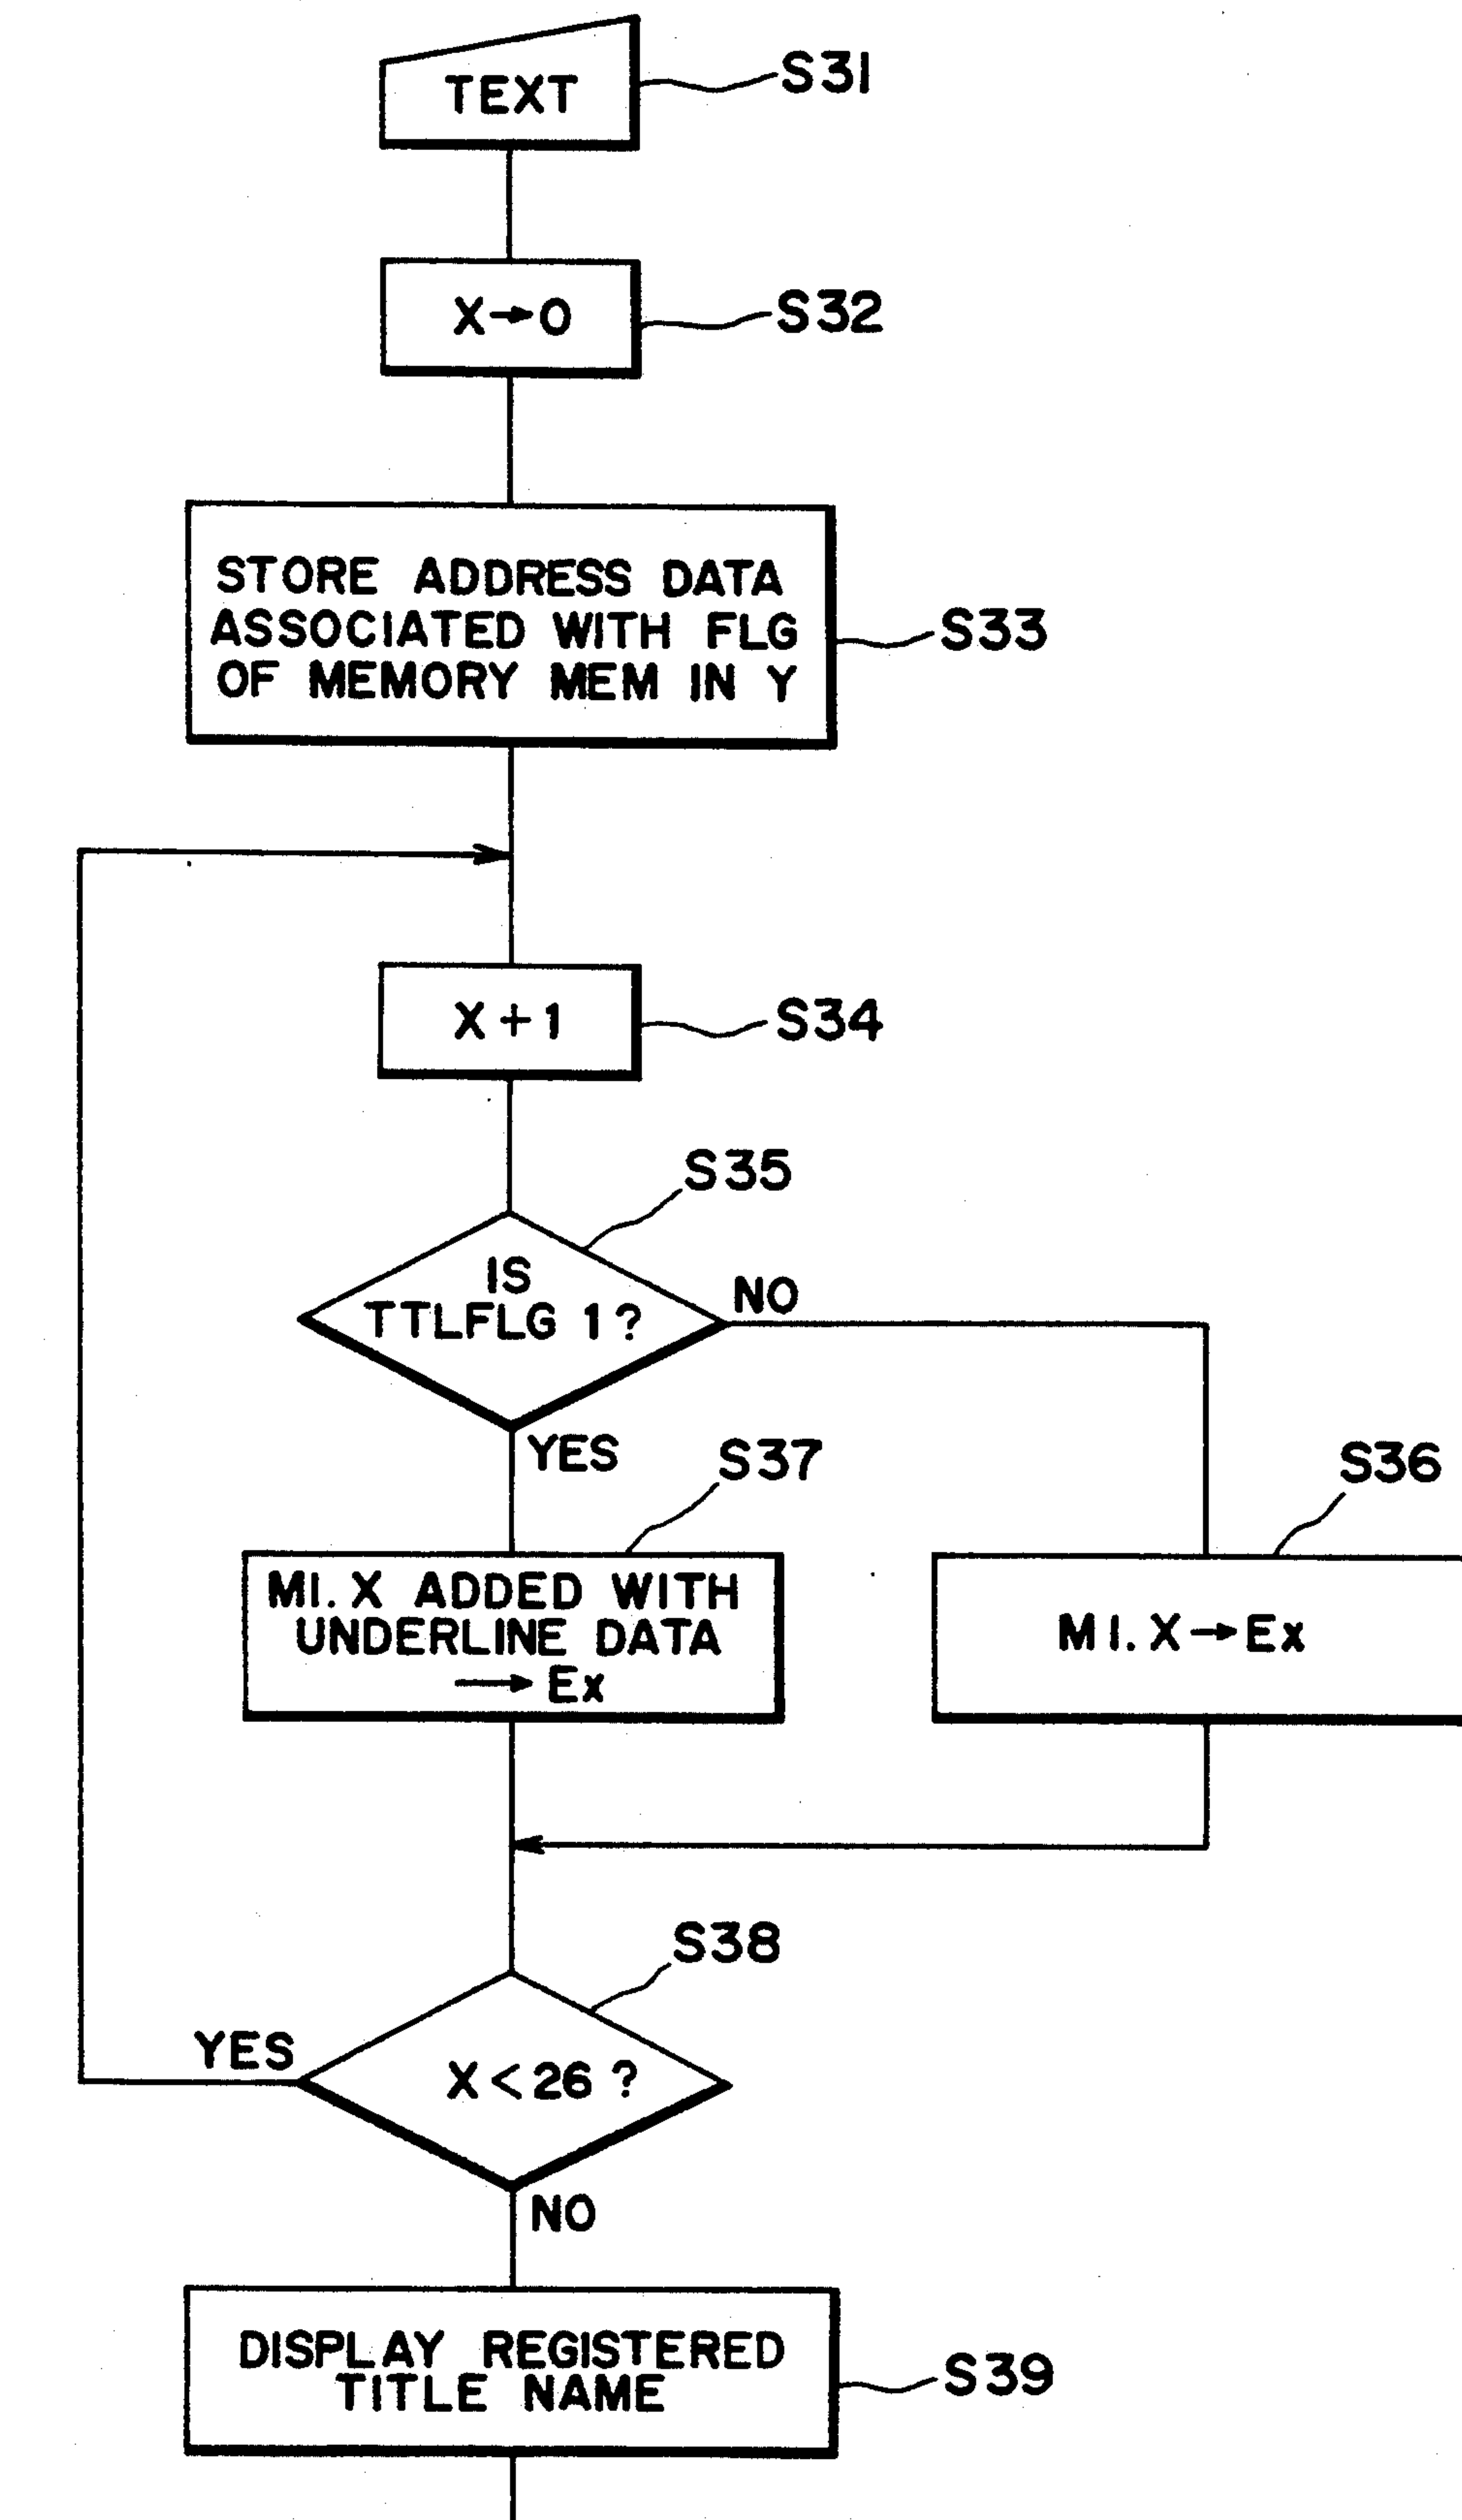 TEXT
S31
X→0
S32
STORE ADDRESS DATA
ASSOCIATED WITH FLG
OF MEMORY MEM IN Y
S33
X+1
S34
S35
IS
TTLFLG 1?
NO
YES
S37
S36
MI.X ADDED WITH
UNDERLINE DATA
→Ex
MI.X→Ex
S38
YES
X<26?
NO
DISPLAY REGISTERED
TITLE NAME
S39